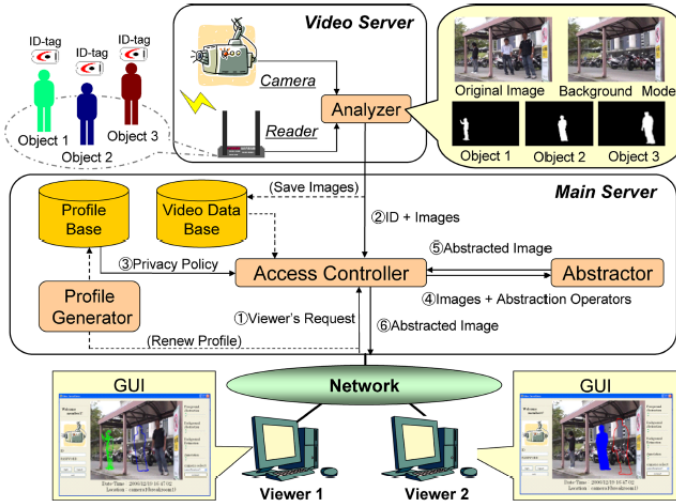 Video Server
ID-tag
ID-tag
ID-tag
Camera
Analyzer
Reader
Object 1
Object 2
Object 3
Original Image
Background Mode
Object 1
Object 2
Object 3
Main Server
(Save Images)
Profile
Base
Video Data
Base
②ID + Images
③Privacy Policy
Access Controller
⑤Abstracted Image
Abstractor
④Images + Abstraction Operators
Profile
Generator
①Viewer's Request
⑥Abstracted Image
(Renew Profile)
Network
GUI
GUI
Viewer 1
Viewer 2